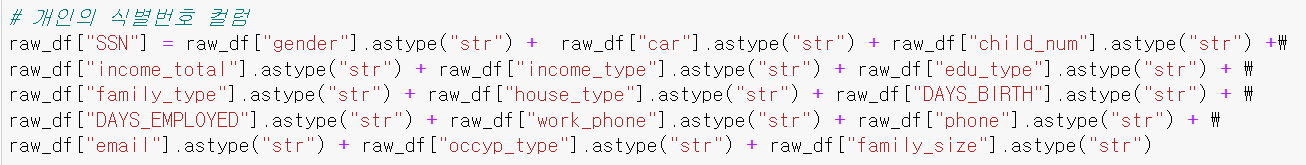 # 개인의 식별번호 컬럼
raw_df["SSN"] = raw_df["gender"].astype("str") +  raw_df["car"].astype("str") + raw_df["child_num"].astype("str") +₩
raw_df["income_total"].astype("str") + raw_df["income_type"].astype("str") + raw_df["edu_type"].astype("str") + ₩
raw_df["family_type"].astype("str") + raw_df["house_type"].astype("str") + raw_df["DAYS_BIRTH"].astype("str") + ₩
raw_df["DAYS_EMPLOYED"].astype("str") + raw_df["work_phone"].astype("str") + raw_df["phone"].astype("str") + ₩
raw_df["email"].astype("str") + raw_df["occyp_type"].astype("str") + raw_df["family_size"].astype("str")